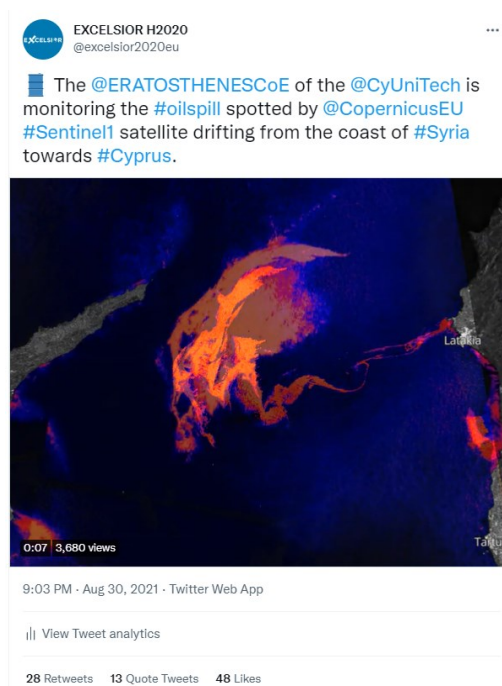 EXCELSIOR
EXCELSIOR H2020
@excelsior2020eu
The @ERATOSTHENESCoE of the @CyUniTech is
monitoring the #oilspill spotted by @CopernicusEU
#Sentinel1 satellite drifting from the coast of #Syria
towards #Cyprus.
Latakia
Tartu
0:07 3,680 views
9:03 PM · Aug 30, 2021 · Twitter Web App
View Tweet analytics
28 Retweets 13 Quote Tweets 48 Likes